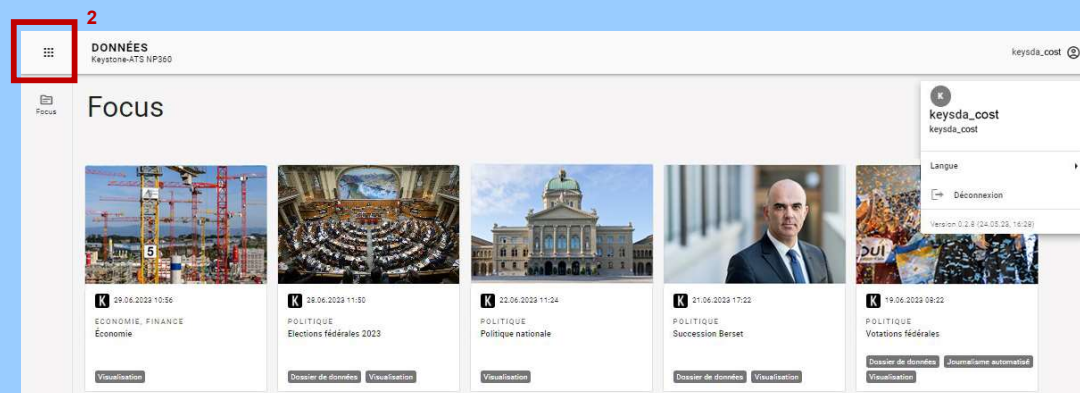 2
DONNÉES
Keystone-ATS NP360
keysda_cost
Focus
Focus
K
keysda_cost
keysda_cost
Langue
Déconnexion
Version 0.2.8 (24.05.23, 16:28)
5
oui
K 29.06.2023 10:56
ECONOMIE, FINANCE
Économie
Visualisation
K 28.06.2023 11:50
POLITIQUE
Elections fédérales 2023
Dossier de données Visualisation
K 22.06.2023 11:24
POLITIQUE
Politique nationale
Visualisation
K 21.06.2023 17:22
POLITIQUE
Succession Berset
Dossier de données Visualisation
K 19.06.2023 08:22
POLITIQUE
Votations fédérales
Dossier de données Journalisme automatisé
Visualisation